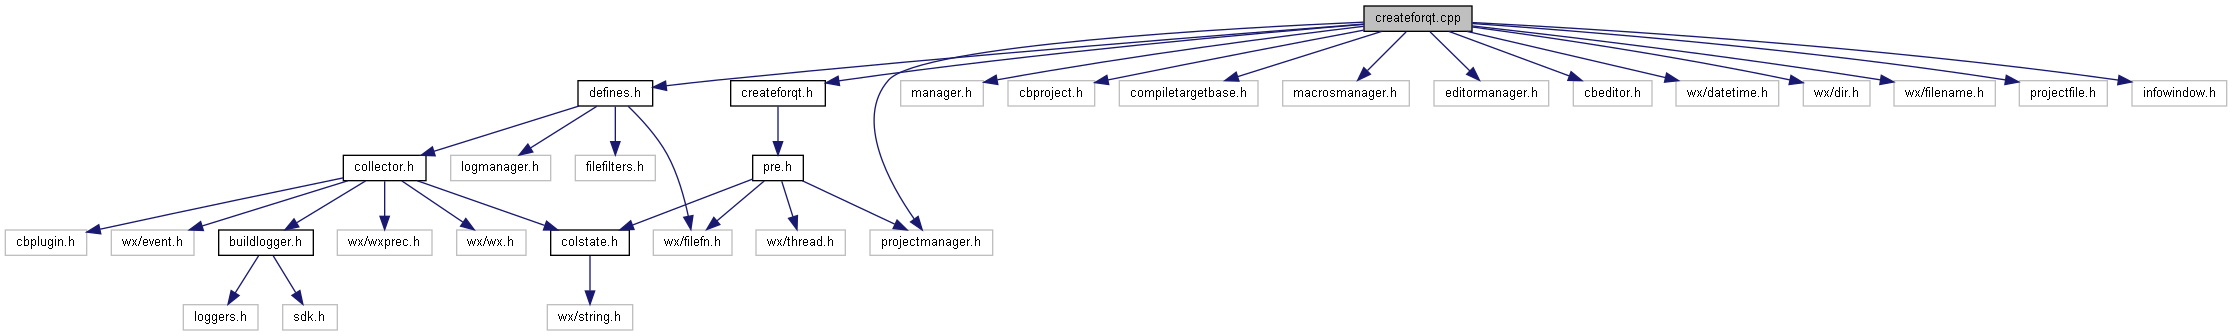 createforqt.cpp
defines.h
createforqt.h
manager.h
cbproject.h
compiletargetbase.h
macrosmanager.h
editormanager.h
cbeditor.h
wx/datetime.h
wx/dir.h
wx/filename.h
projectfile.h
infowindow.h
collector.h
logmanager.h
filefilters.h
pre.h
cbplugin.h
wx/event.h
buildlogger.h
wx/wxprec.h
wx/wx.h
colstate.h
wx/filefn.h
wx/thread.h
projectmanager.h
loggers.h
sdk.h
wx/string.h